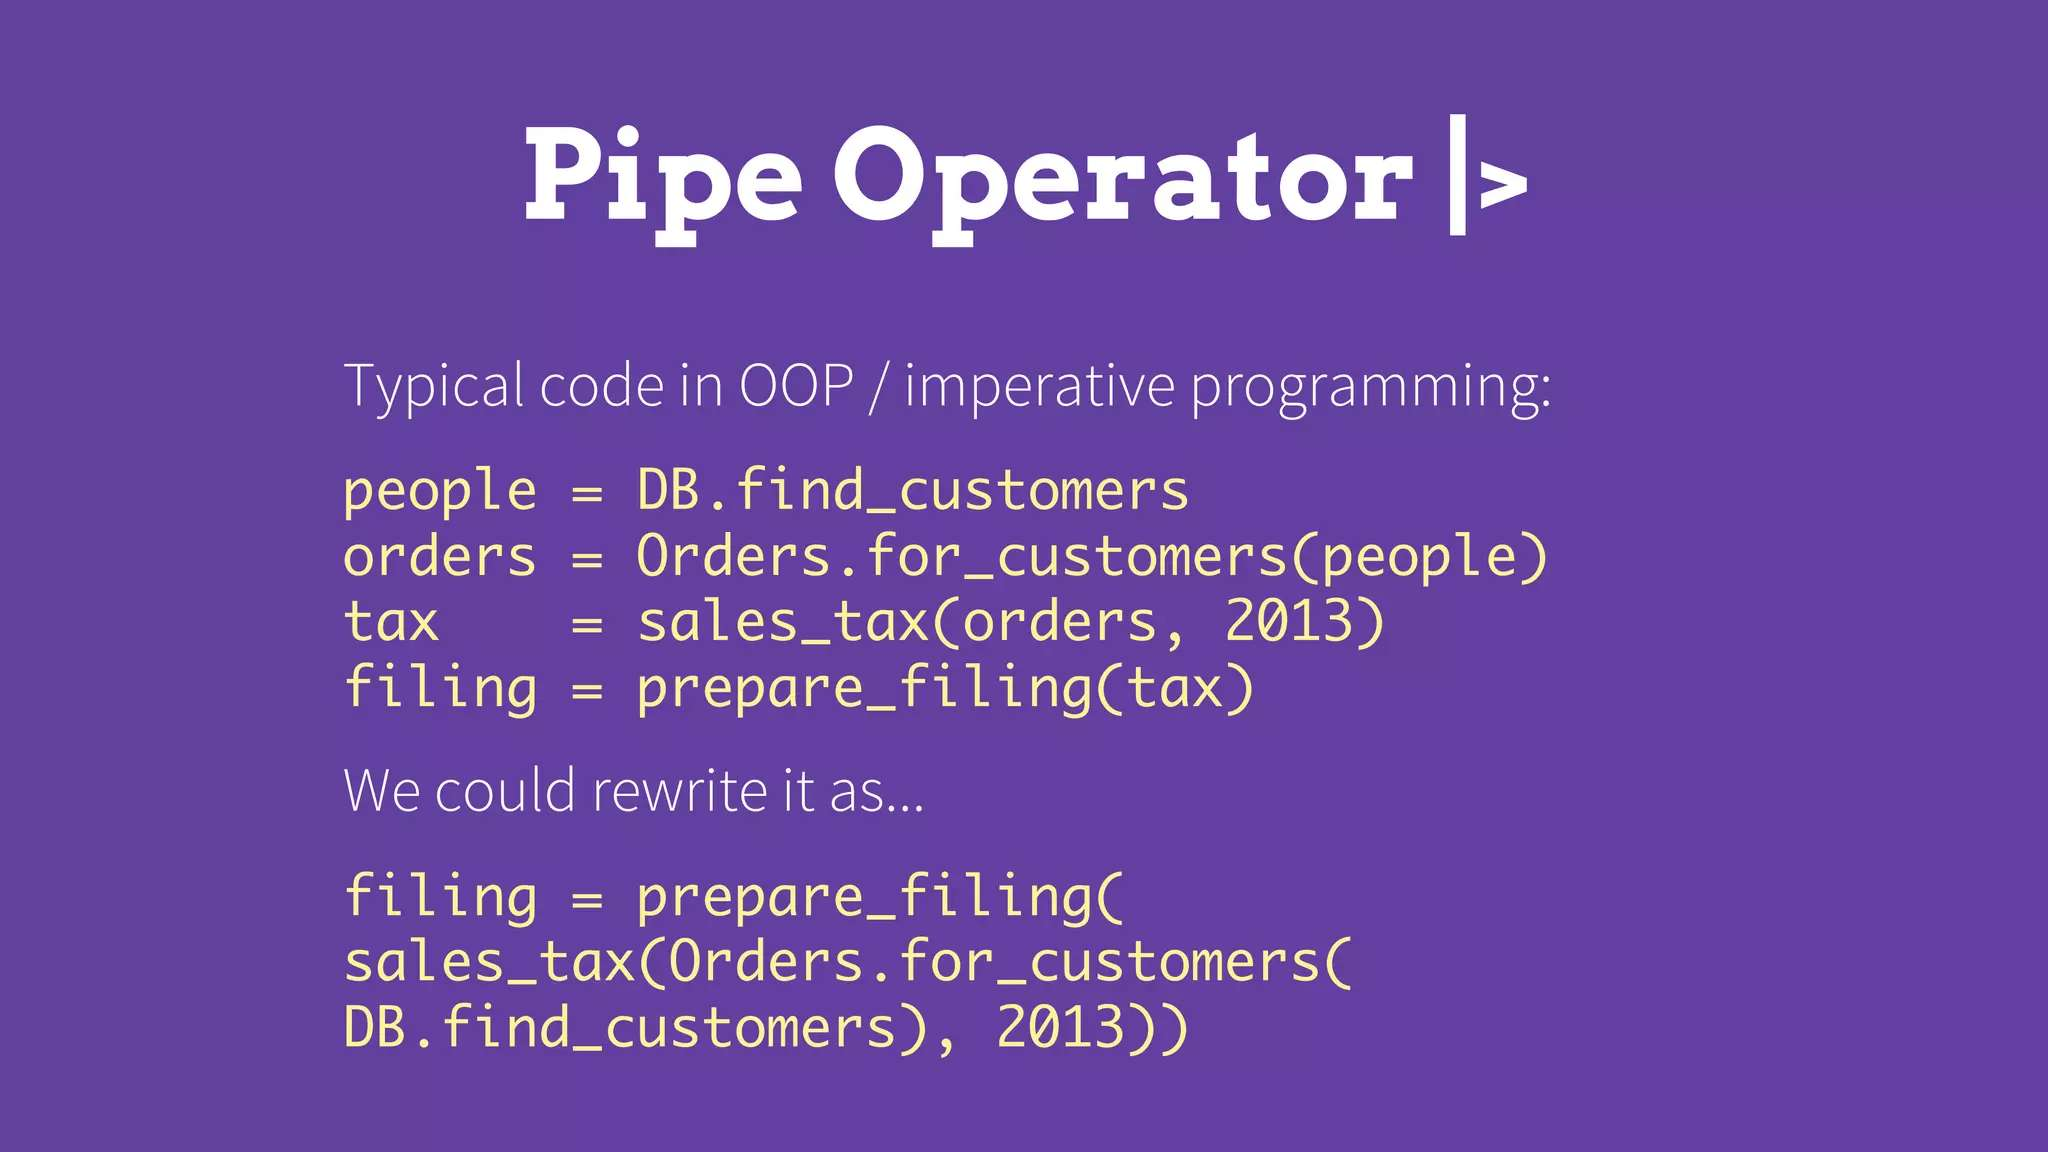 Pipe Operator |>
Typical code in OOP / imperative programming:
people = DB.find_customers
orders = Orders.for_customers(people)
tax    = sales_tax(orders, 2013)
filing = prepare_filing(tax)
We could rewrite it as...
filing = prepare_filing(
sales_tax(Orders.for_customers(
DB.find_customers), 2013))